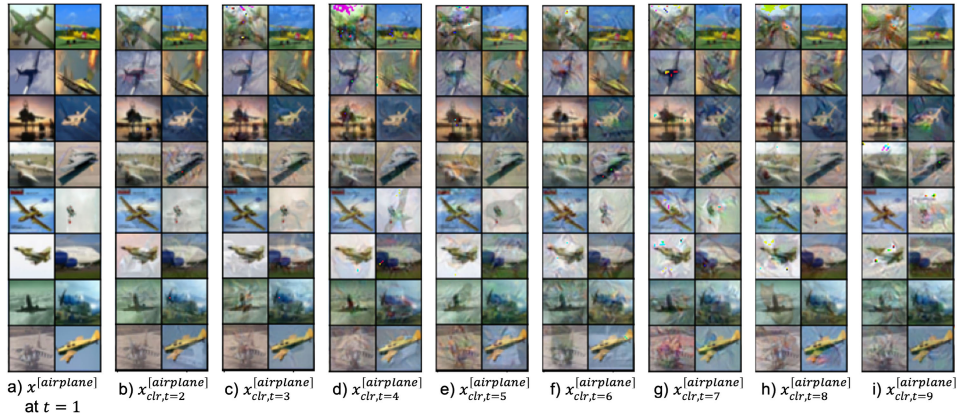 a) x^[airplane] at t = 1
b) x^[airplane]_clr,t=2
c) x^[airplane]_clr,t=3
d) x^[airplane]_clr,t=4
e) x^[airplane]_clr,t=5
f) x^[airplane]_clr,t=6
g) x^[airplane]_clr,t=7
h) x^[airplane]_clr,t=8
i) x^[airplane]_clr,t=9